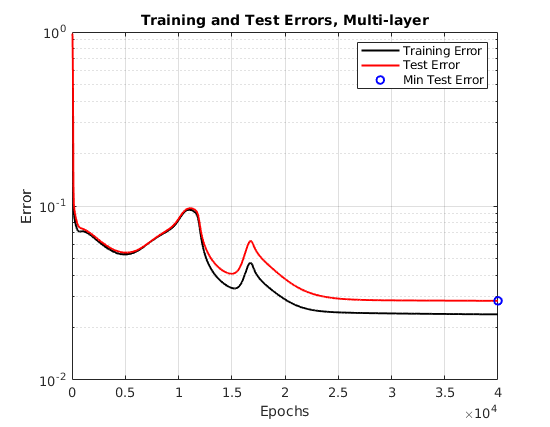 Training and Test Errors, Multi-layer
10^0
Training Error
Test Error
Min Test Error
10^-1
Error
10^-2
0 0.5 1 1.5 2 2.5 3 3.5 4
Epochs
×10^4